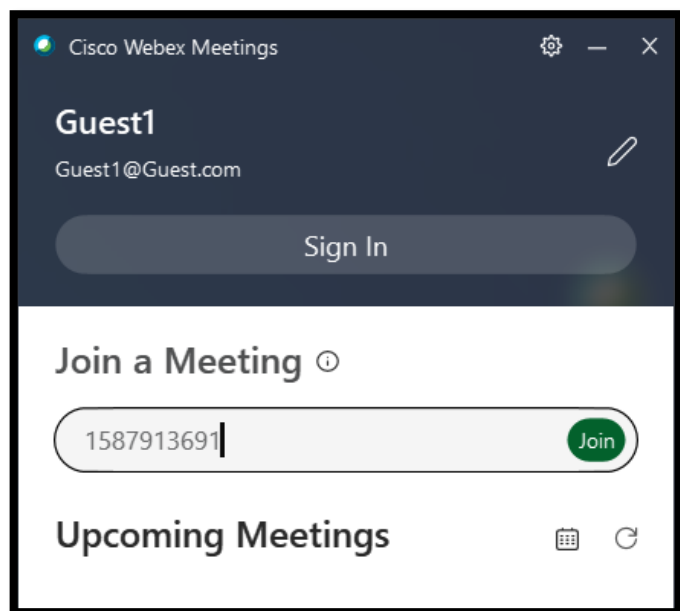 Cisco Webex Meetings
Guest1
Guest1@Guest.com
Sign In
Join a Meeting
1587913691
Join
Upcoming Meetings